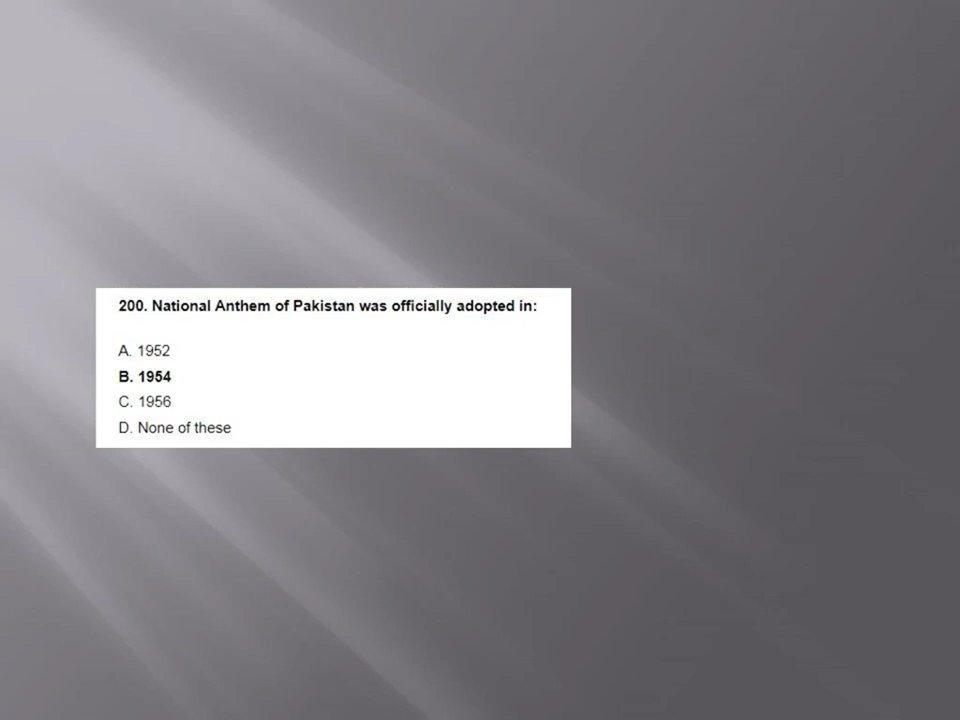 200. National Anthem of Pakistan was officially adopted in:
A. 1952
B. 1954
C. 1956
D. None of these